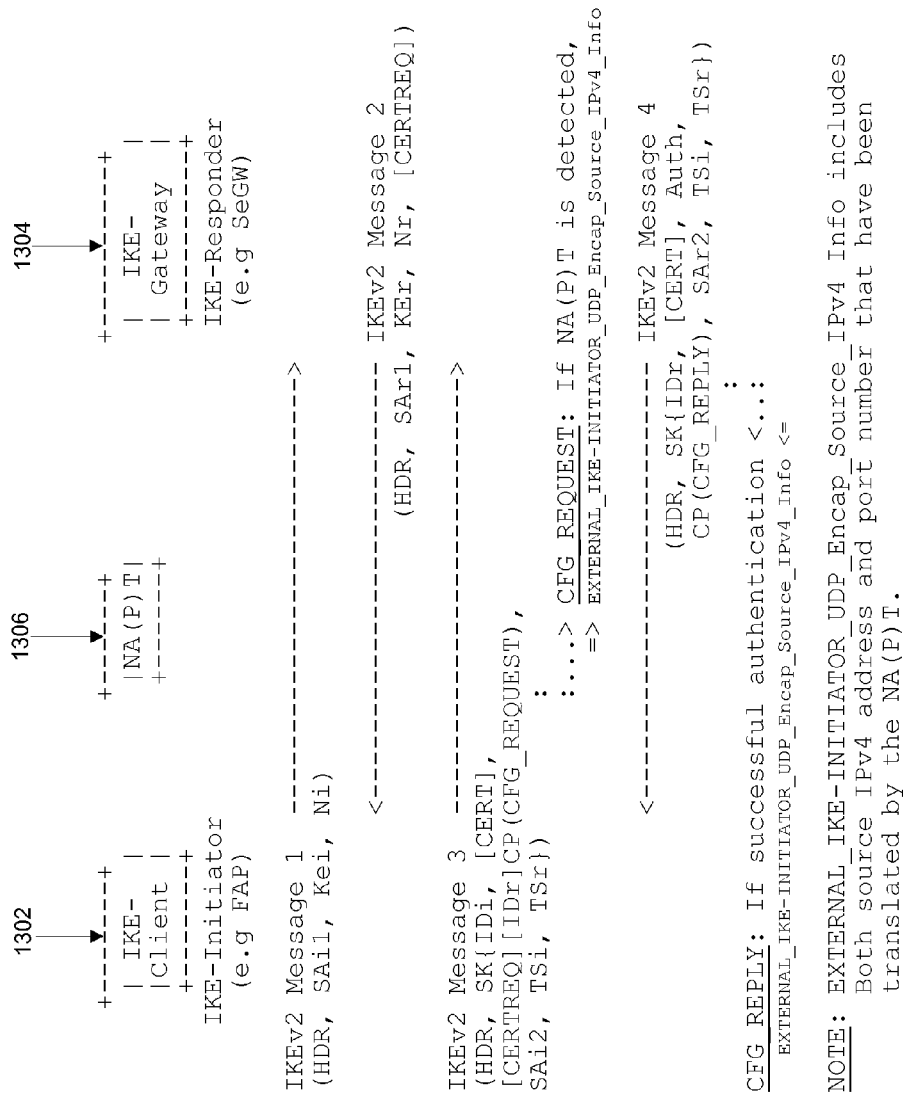 1302
1306
1304
+-------+
| IKE- |
|Client |
+-------+
IKE-Initiator
(e.g FAP)
+------+
|NA(P)T|
+------+
+---------+
| IKE- |
| Gateway |
+---------+
IKE-Responder
(e.g SeGW)
IKEv2 Message 1 ----------------------------->
(HDR, SAi1, Kei, Ni)
<----------------------------- IKEv2 Message 2
(HDR, SAr1, KEr, Nr, [CERTREQ])
IKEv2 Message 3 ----------------------------->
(HDR, SK{IDi, [CERT],
[CERTREQ][IDr]CP(CFG_REQUEST),
SAi2, TSi, TSr}) :
:....> CFG_REQUEST: If NA(P)T is detected,
=> EXTERNAL_IKE-INITIATOR_UDP_Encap_Source_IPv4_Info
<----------------------------- IKEv2 Message 4
(HDR, SK{IDr, [CERT], Auth,
CP(CFG_REPLY), SAr2, TSi, TSr})
:
CFG_REPLY: If successful authentication <..:
EXTERNAL_IKE-INITIATOR_UDP_Encap_Source_IPv4_Info <=
NOTE: EXTERNAL_IKE-INITIATOR_UDP_Encap_Source_IPv4 Info includes
Both source IPv4 address and port number that have been
translated by the NA(P)T.